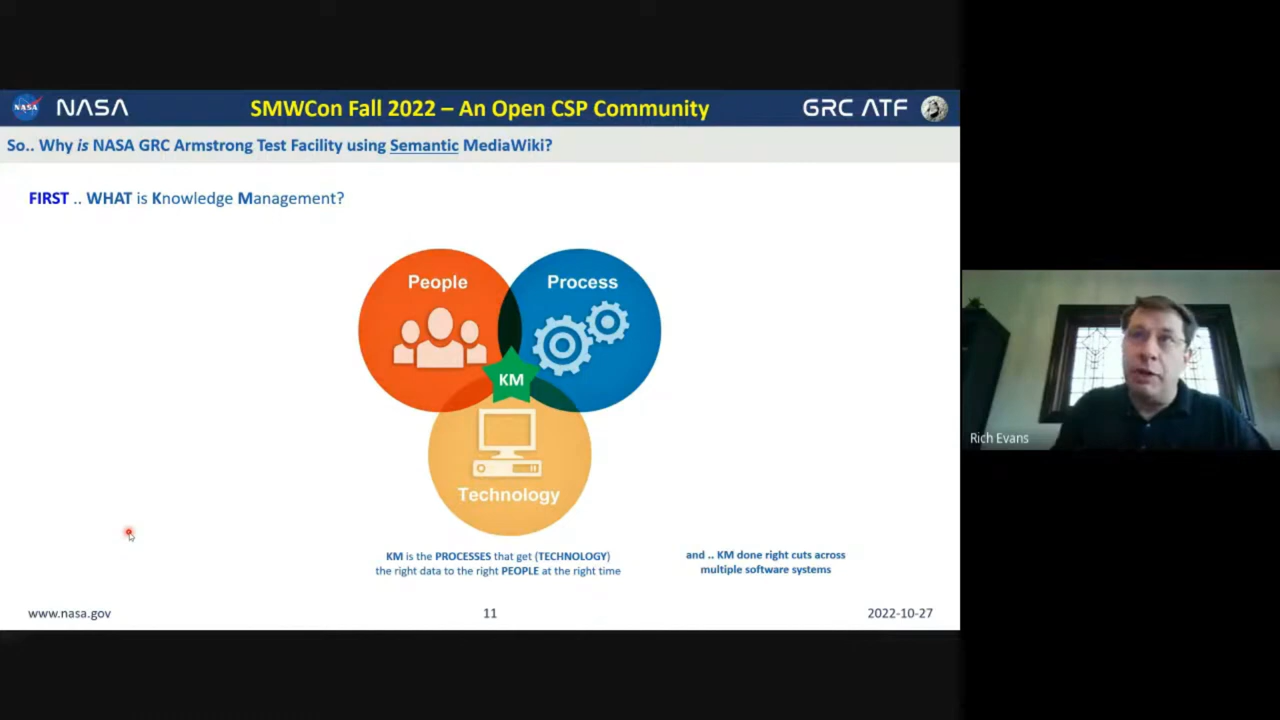 NASA NASA SMWCon Fall 2022 – An Open CSP Community GRC ATF
So.. Why is NASA GRC Armstrong Test Facility using Semantic MediaWiki?
FIRST .. WHAT is Knowledge Management?
People Process
KM
Technology
KM is the PROCESSES that get (TECHNOLOGY)
the right data to the right PEOPLE at the right time
and .. KM done right cuts across
multiple software systems
www.nasa.gov 11 2022-10-27
Rich Evans